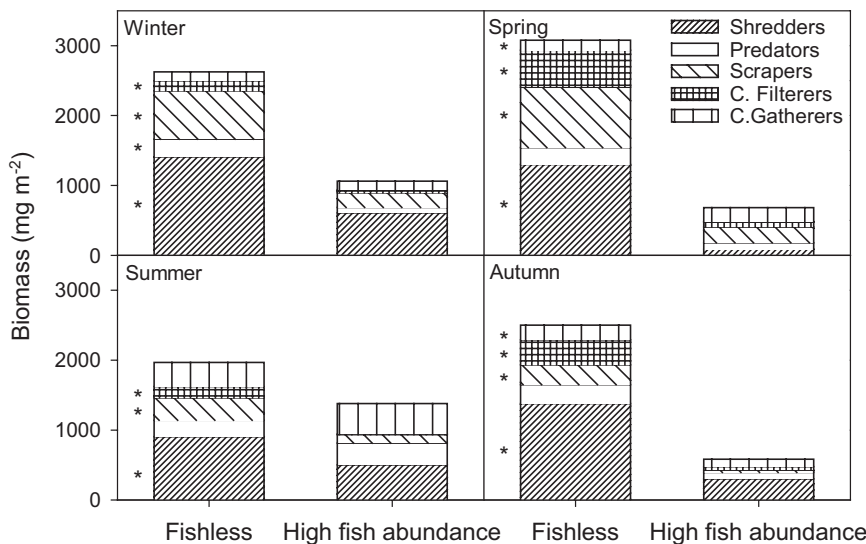 Winter
Spring
Shredders
Predators
Scrapers
C. Filterers
C.Gatherers
3000
2000
1000
0
*
*
*
*
*
*
*
*
Biomass (mg m-2)
Summer
Autumn
3000
2000
1000
0
*
*
*
*
*
*
*
Fishless
High fish abundance
Fishless
High fish abundance